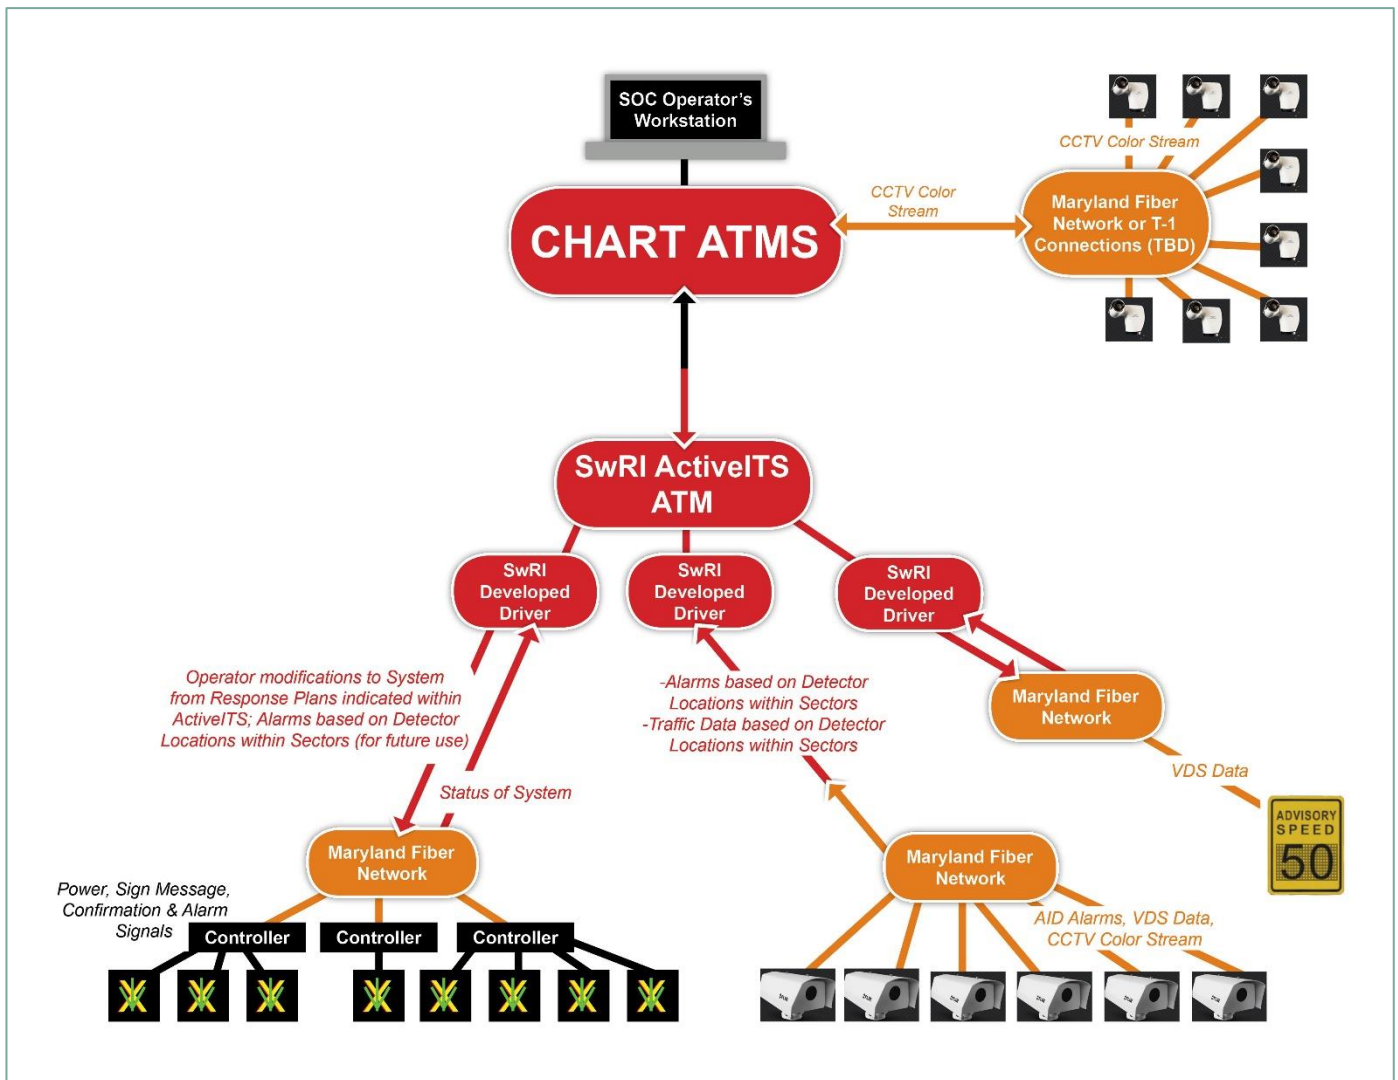 SOC Operator's
Workstation
CHART ATMS
CCTV Color
Stream
CCTV Color Stream
Maryland Fiber
Network or T-1
Connections (TBD)
SwRI ActiveITS
ATM
SwRI
Developed
Driver
SwRI
Developed
Driver
SwRI
Developed
Driver
Operator modifications to System
from Response Plans indicated within
ActiveITS; Alarms based on Detector
Locations within Sectors (for future use)
Status of System
-Alarms based on Detector
Locations within Sectors
-Traffic Data based on Detector
Locations within Sectors
Maryland Fiber
Network
VDS Data
ADVISORY
SPEED
50
Maryland Fiber
Network
Power, Sign Message,
Confirmation & Alarm
Signals
Controller
Controller
Controller
Maryland Fiber
Network
AID Alarms, VDS Data,
CCTV Color Stream